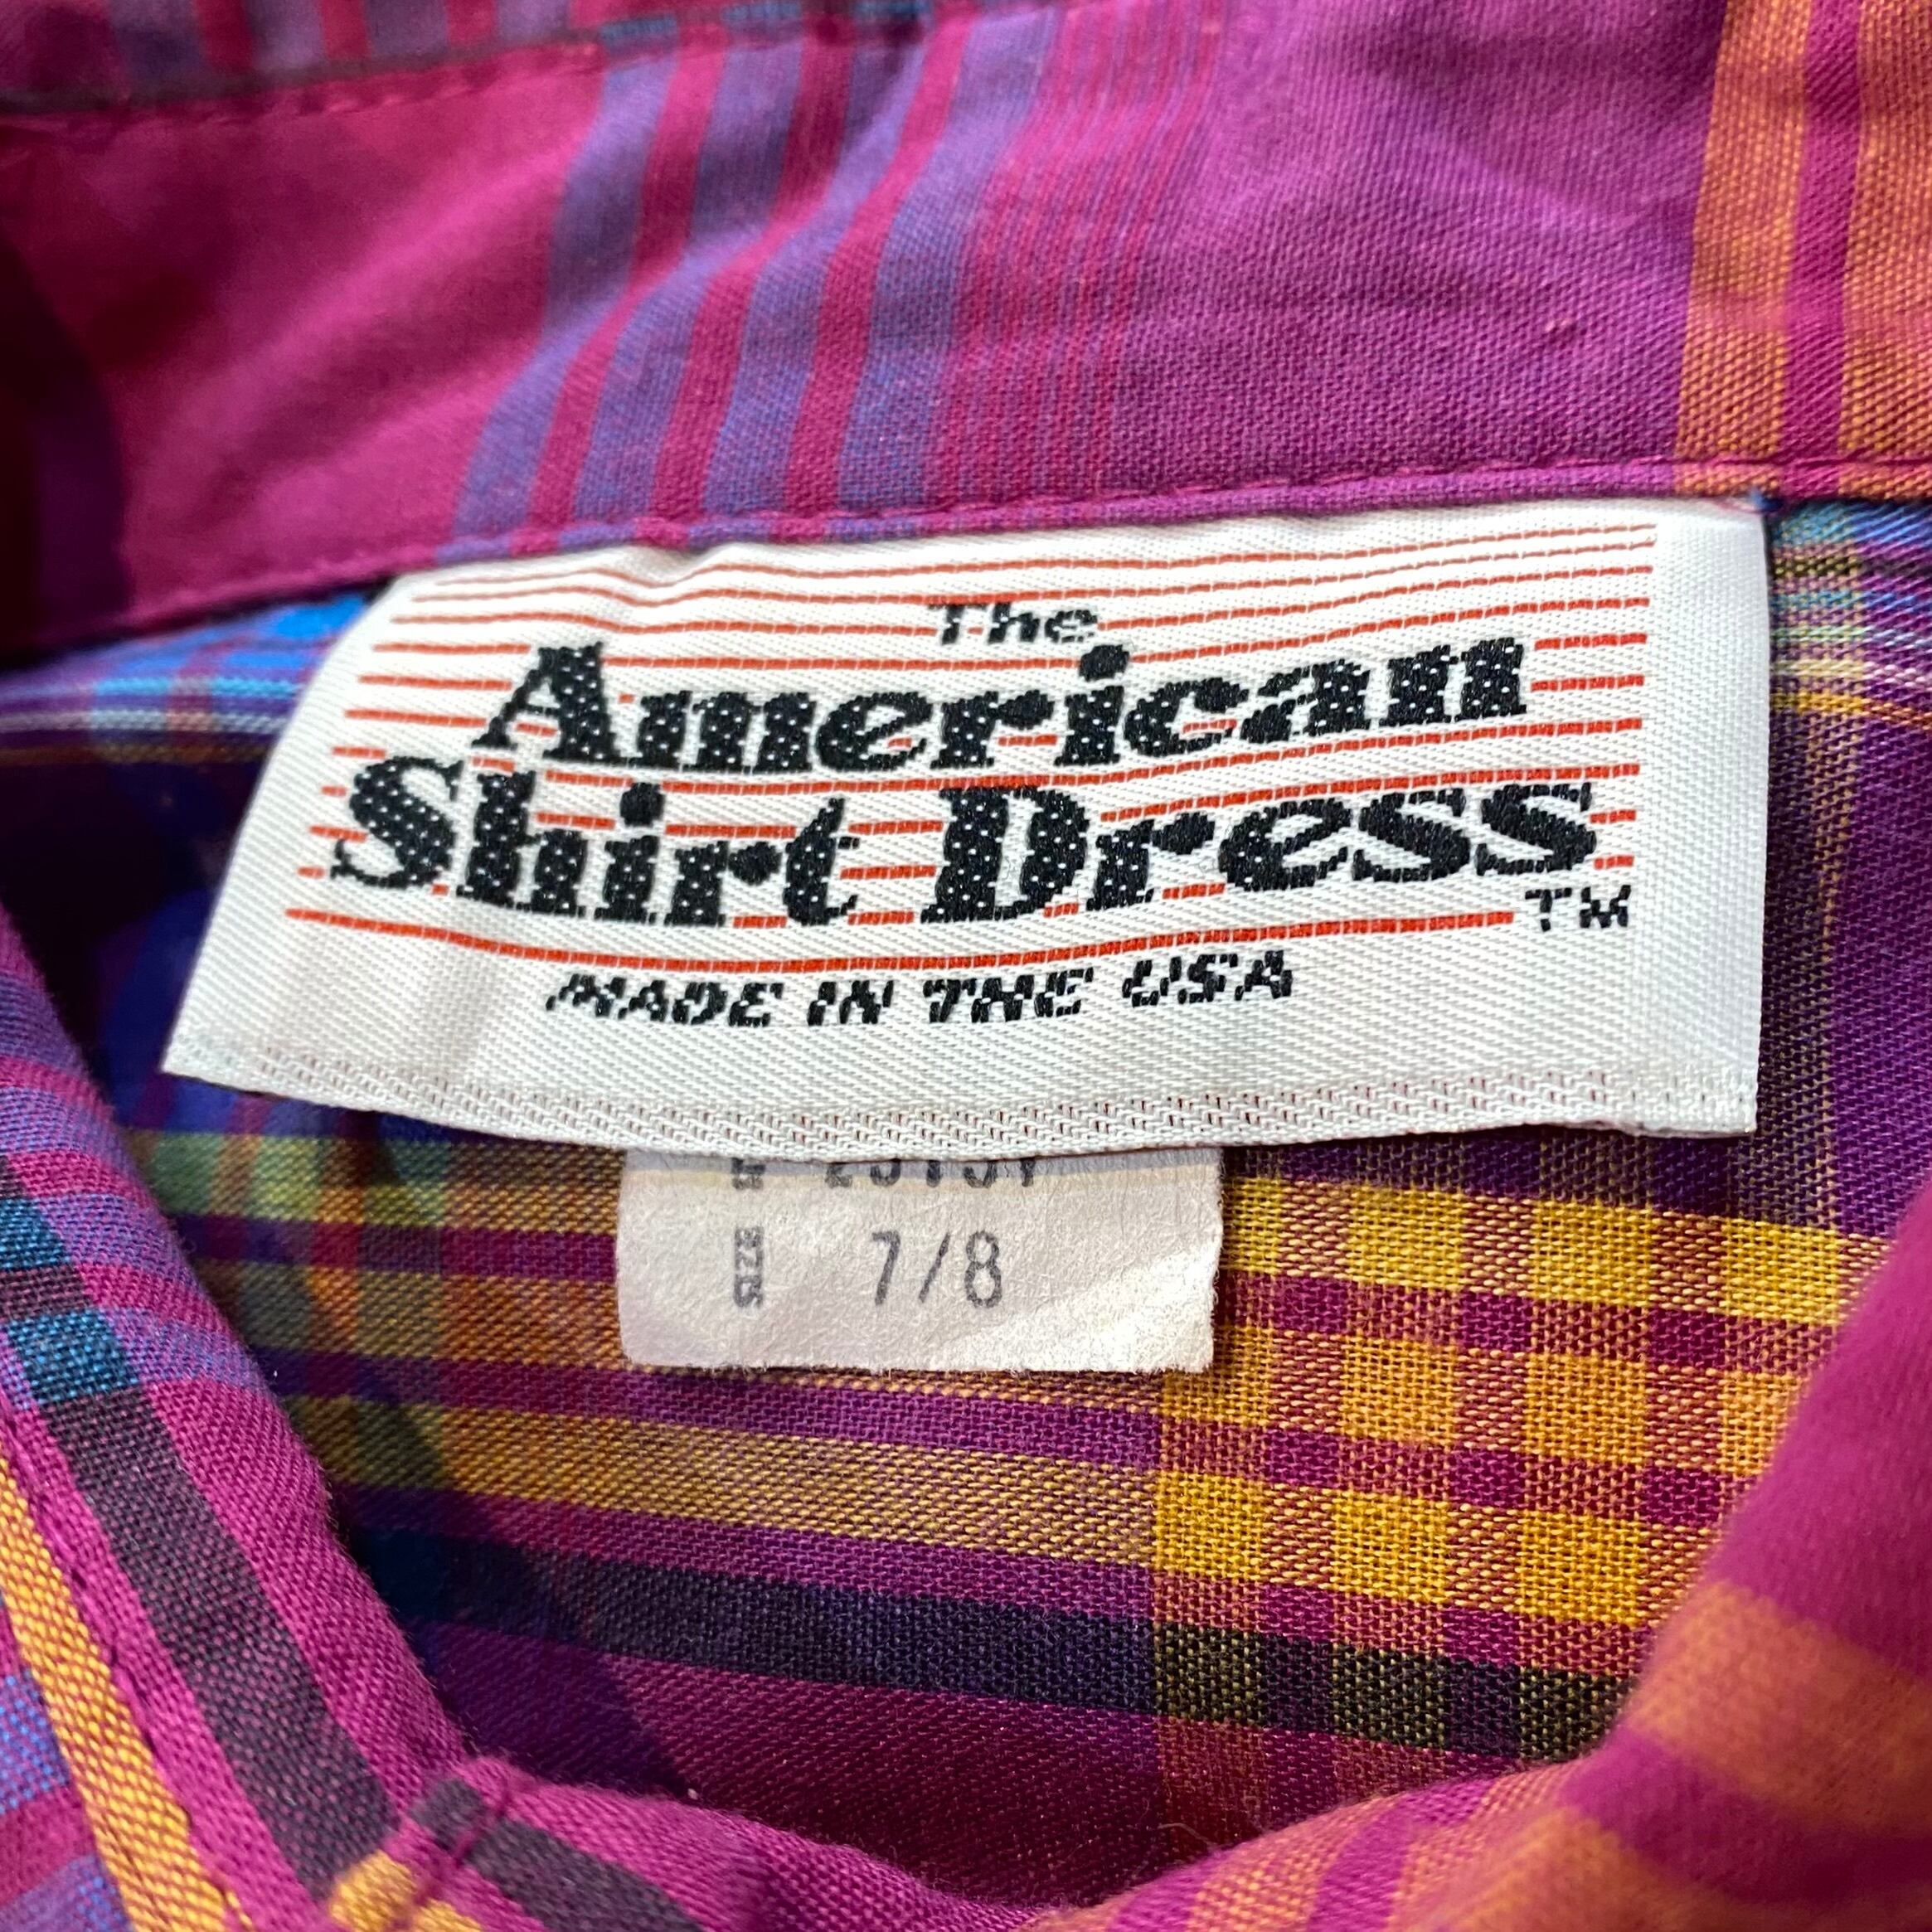 The
American
Shirt Dress
TM
MADE IN THE USA
7/8